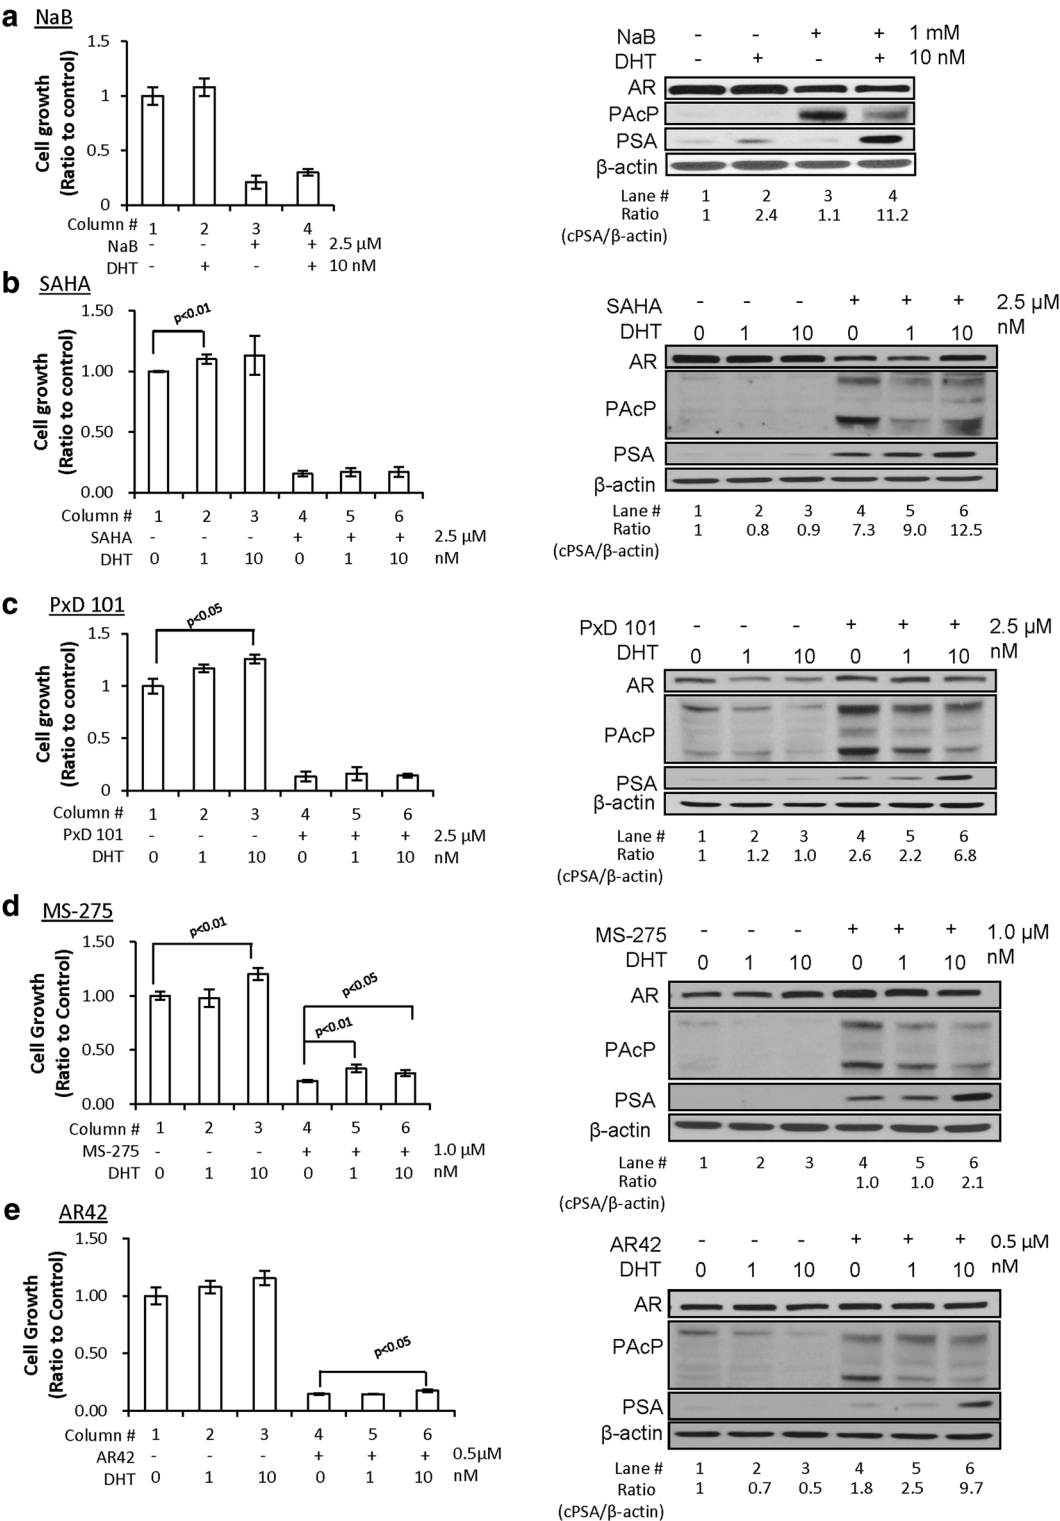 a NaB
1.5
1
0.5
0
Cell growth
(Ratio to control)
Column # 1 2 3 4
NaB - - + + 2.5 µM
DHT - + - + 10 nM
NaB - - + + 1 mM
DHT - + - + 10 nM
AR
PAcP
PSA
β-actin
Lane # 1 2 3 4
Ratio 1 2.4 1.1 11.2
(cPSA/β-actin)
b SAHA
1.50
1.00
0.50
0.00
Cell growth
(Ratio to control)
p<0.01
Column # 1 2 3 4 5 6
SAHA - - - + + + 2.5 µM
DHT 0 1 10 0 1 10 nM
SAHA - - - + + + 2.5 µM
DHT 0 1 10 0 1 10 nM
AR
PAcP
PSA
β-actin
Lane # 1 2 3 4 5 6
Ratio 1 0.8 0.9 7.3 9.0 12.5
(cPSA/β-actin)
c PxD 101
1.5
1
0.5
0
Cell growth
(Ratio to control)
p<0.05
Column # 1 2 3 4 5 6
PxD 101 - - - + + + 2.5 µM
DHT 0 1 10 0 1 10 nM
PxD 101 - - - + + + 2.5 µM
DHT 0 1 10 0 1 10 nM
AR
PAcP
PSA
β-actin
Lane # 1 2 3 4 5 6
Ratio 1 1.2 1.0 2.6 2.2 6.8
(cPSA/β-actin)
d MS-275
1.50
1.00
0.50
0.00
Cell Growth
(Ratio to Control)
p<0.01
p<0.05
p<0.01
Column # 1 2 3 4 5 6
MS-275 - - - + + + 1.0 µM
DHT 0 1 10 0 1 10 nM
MS-275 - - - + + + 1.0 µM
DHT 0 1 10 0 1 10 nM
AR
PAcP
PSA
β-actin
Lane # 1 2 3 4 5 6
Ratio 1.0 1.0 2.1
(cPSA/β-actin)
e AR42
1.50
1.00
0.50
0.00
Cell Growth
(Ratio to Control)
p<0.05
Column # 1 2 3 4 5 6
AR42 - - - + + + 0.5µM
DHT 0 1 10 0 1 10 nM
AR42 - - - + + + 0.5 µM
DHT 0 1 10 0 1 10 nM
AR
PAcP
PSA
β-actin
Lane # 1 2 3 4 5 6
Ratio 1 0.7 0.5 1.8 2.5 9.7
(cPSA/β-actin)